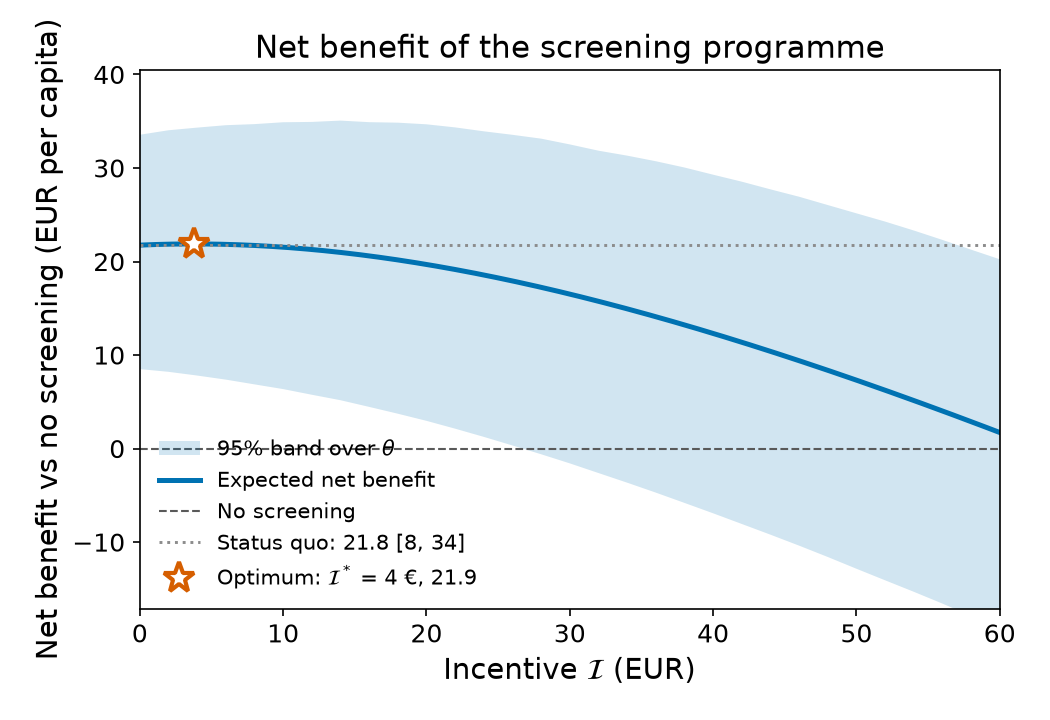 Net benefit of the screening programme
Net benefit vs no screening (EUR per capita)
40
30
20
10
0
−10
95% band over θ
Expected net benefit
No screening
Status quo: 21.8 [8, 34]
Optimum: 𝓘* = 4 €, 21.9
0 10 20 30 40 50 60
Incentive 𝓘 (EUR)